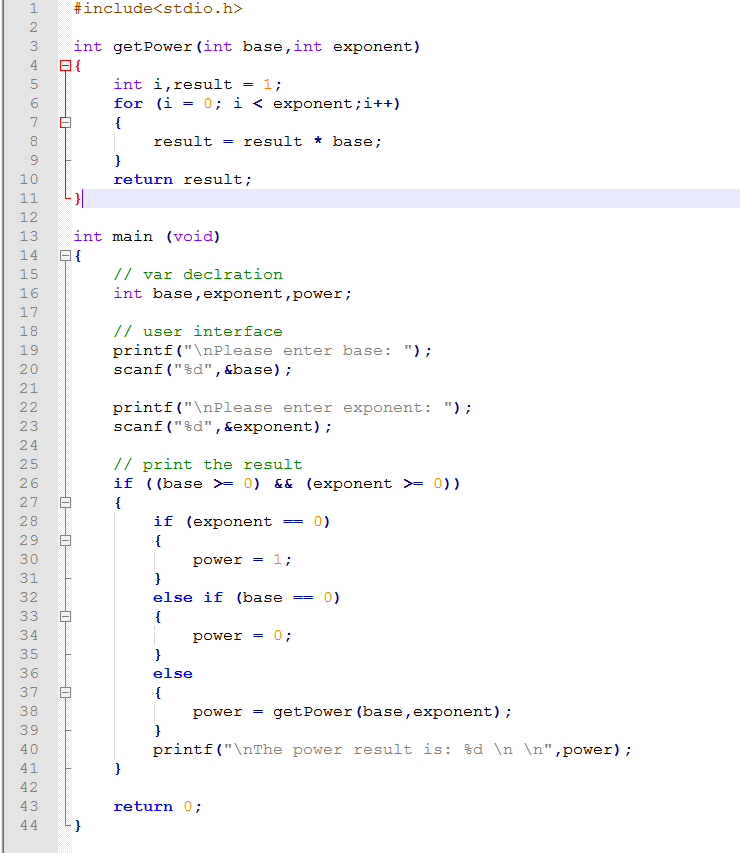 1 #include<stdio.h>
2
3 int getPower(int base,int exponent)
4 {
5     int i,result = 1;
6     for (i = 0; i < exponent;i++)
7     {
8         result = result * base;
9     }
10     return result;
11 }
12
13 int main (void)
14 {
15     // var declration
16     int base,exponent,power;
17
18     // user interface
19     printf("\nPlease enter base: ");
20     scanf("%d",&base);
21
22     printf("\nPlease enter exponent: ");
23     scanf("%d",&exponent);
24
25     // print the result
26     if ((base >= 0) && (exponent >= 0))
27     {
28         if (exponent == 0)
29         {
30             power = 1;
31         }
32         else if (base == 0)
33         {
34             power = 0;
35         }
36         else
37         {
38             power = getPower(base,exponent);
39         }
40         printf("\nThe power result is: %d \n \n",power);
41     }
42
43     return 0;
44 }